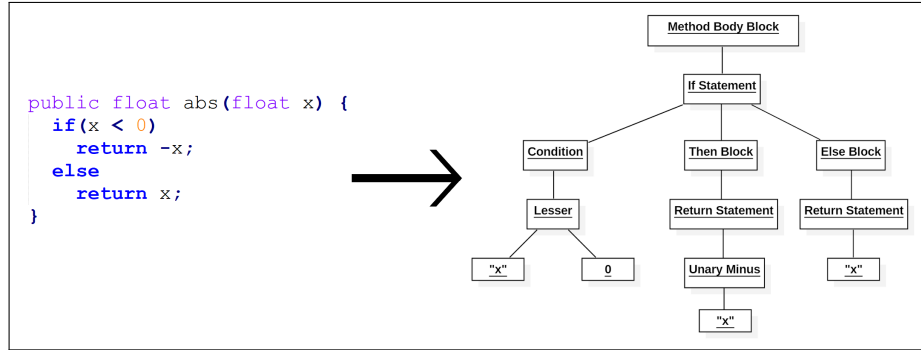 public float abs(float x) {
if(x < 0)
return -x;
else
return x;
}
Method Body Block
If Statement
Condition
Then Block
Else Block
Lesser
Return Statement
Return Statement
"x"
0
Unary Minus
"x"
"x"